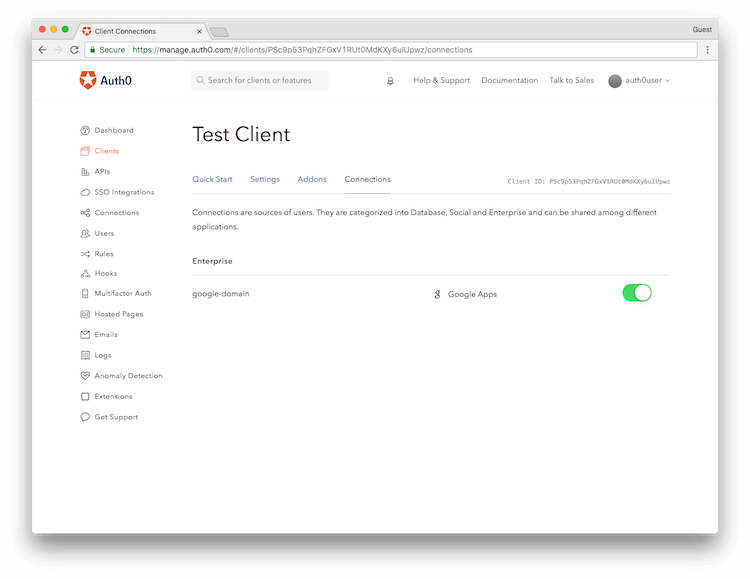 Client Connections
Guest
Secure https://manage.auth0.com/#/clients/PSc9p53PqhZFGxV1RUt0MdKXy6uIUpwz/connections
Auth0
Search for clients or features
Help & Support
Documentation
Talk to Sales
auth0user
Dashboard
Clients
APIs
SSO Integrations
Connections
Users
Rules
Hooks
Multifactor Auth
Hosted Pages
Emails
Logs
Anomaly Detection
Extensions
Get Support
Test Client
Quick Start
Settings
Addons
Connections
Client ID: PSc9p53PqhZFGxV1RUt0MdKXy6uIUpwz
Connections are sources of users. They are categorized into Database, Social and Enterprise and can be shared among different
applications.
Enterprise
google-domain
Google Apps